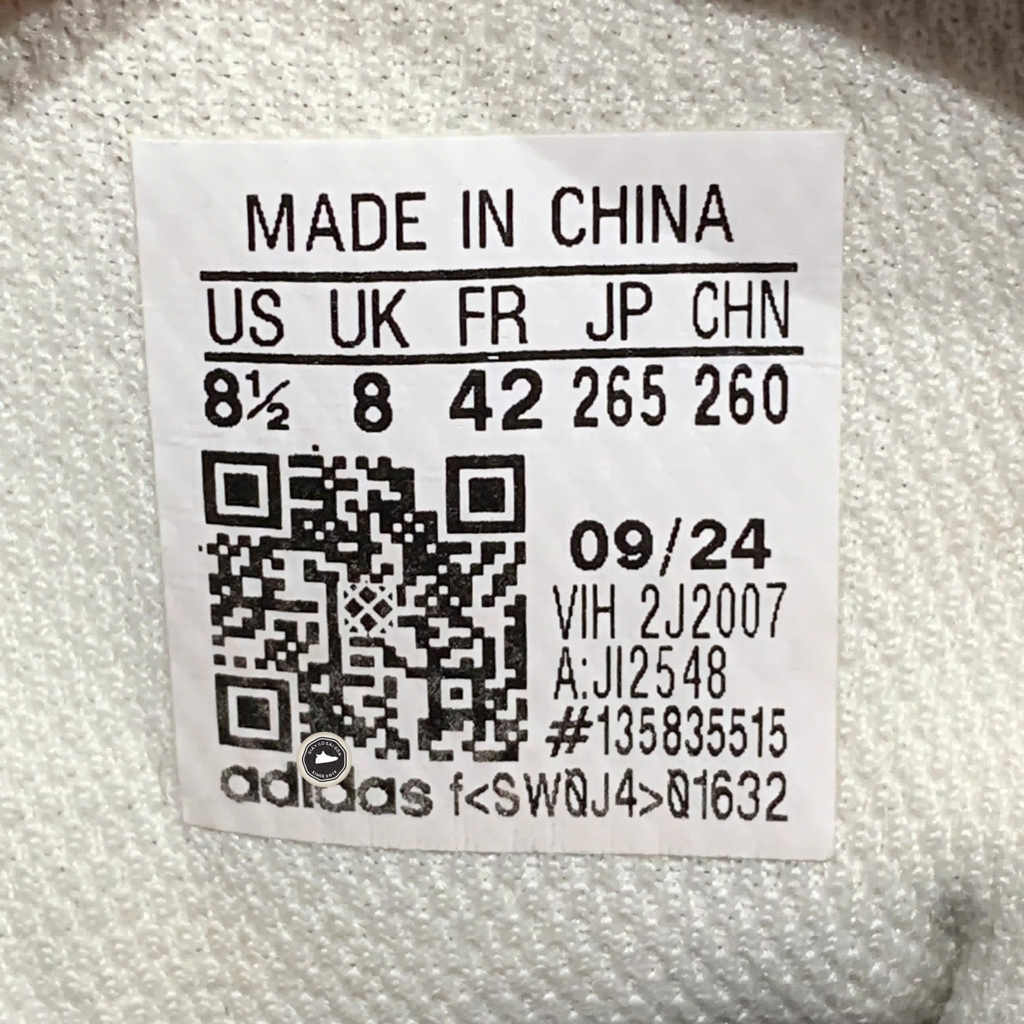 MADE IN CHINA
US UK FR JP CHN
8½ 8 42 265 260
09/24
VIH 2J2007
A:JI2548
#135835515
adidas f<SWQJ4>Q1632